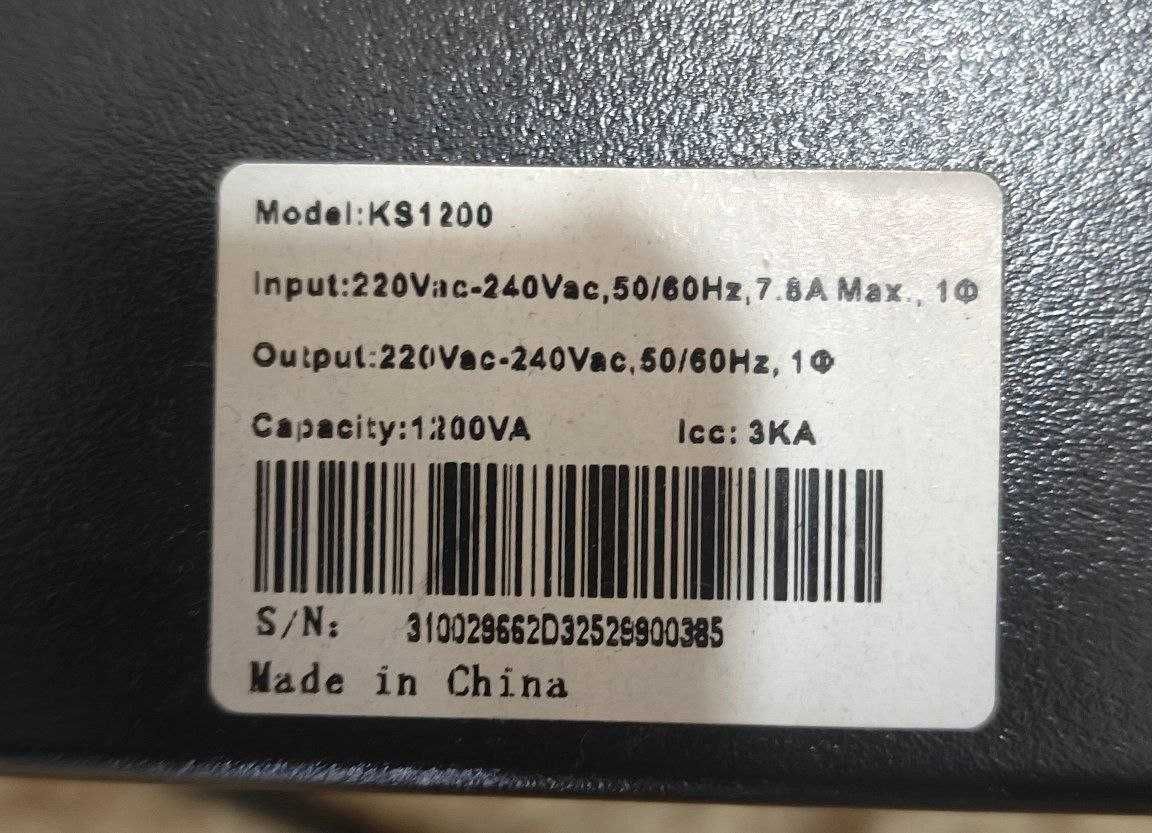 Model:KS1200
Input:220Vac-240Vac,50/60Hz,7.8A Max., 1Φ
Output:220Vac-240Vac,50/60Hz, 1Φ
Capacity:1200VA Icc: 3KA
S/N: 310029662D32529900385
Made in China